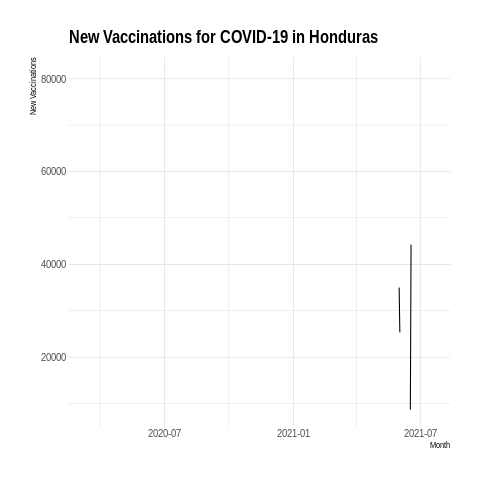 New Vaccinations for COVID-19 in Honduras
New Vaccinations
80000
60000
40000
20000
2020-07
2021-01
2021-07
Month